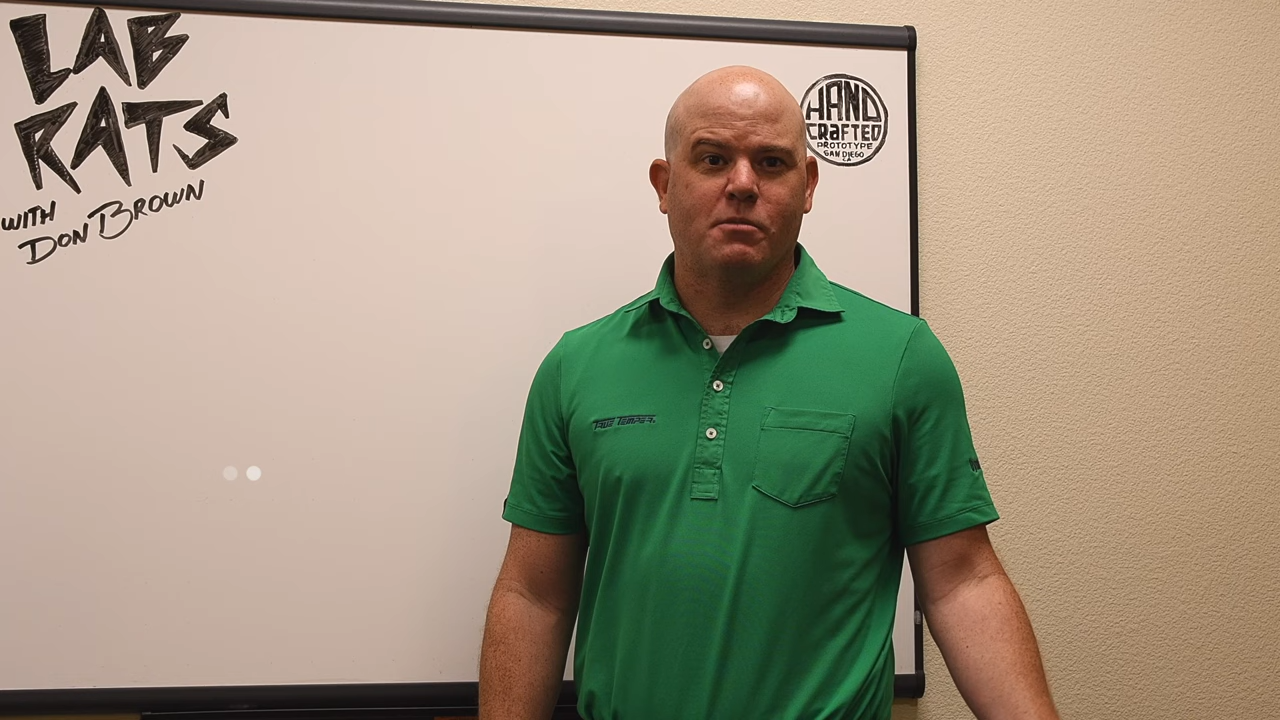 LAB
RATS
WITH
DON BROWN
HAND
CRAFTED
PROTOTYPE
SAN DIEGO
CA
TRUE TEMPER